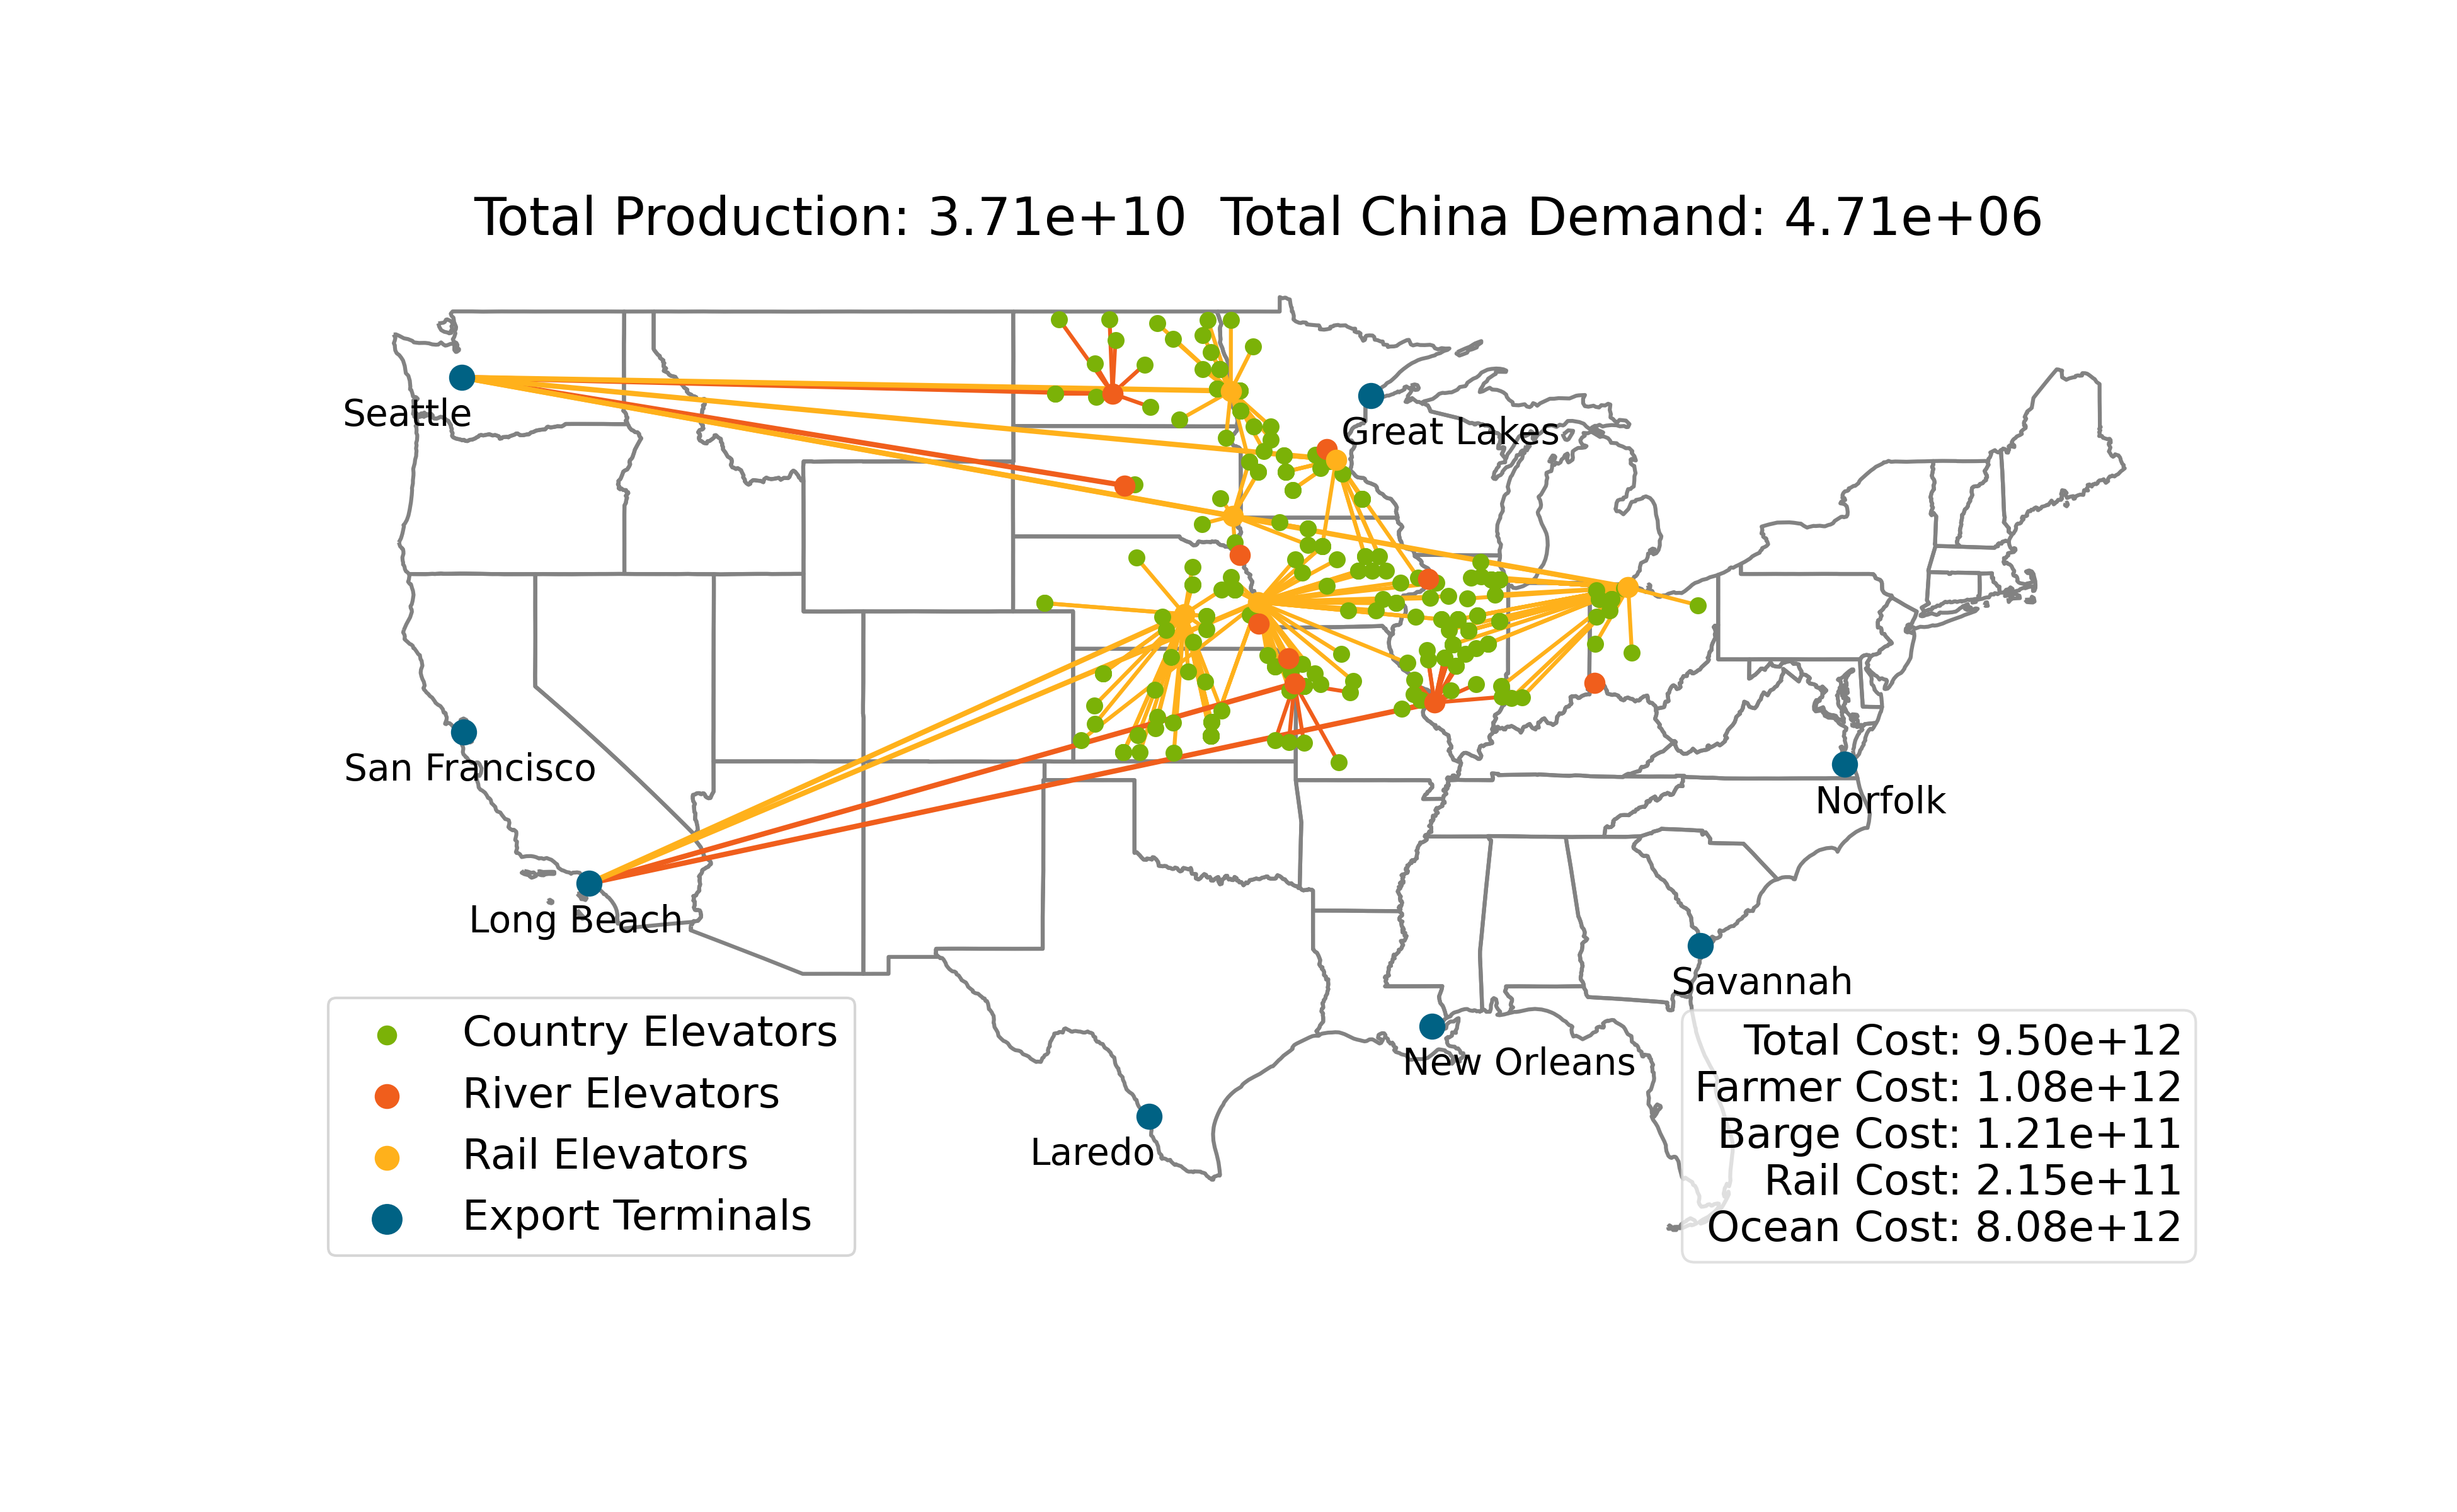 Total Production: 3.71e+10  Total China Demand: 4.71e+06
Seattle
Great Lakes
San Francisco
Norfolk
Long Beach
Savannah
New Orleans
Laredo
Country Elevators
River Elevators
Rail Elevators
Export Terminals
Total Cost: 9.50e+12
Farmer Cost: 1.08e+12
Barge Cost: 1.21e+11
Rail Cost: 2.15e+11
Ocean Cost: 8.08e+12